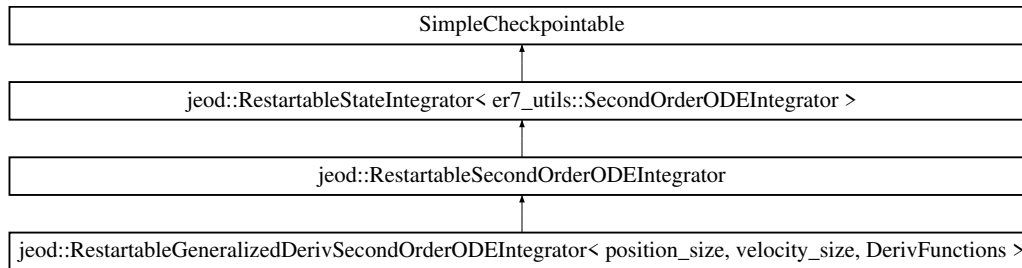 SimpleCheckpointable
jeod::RestartableStateIntegrator< er7_utils::SecondOrderODEIntegrator >
jeod::RestartableSecondOrderODEIntegrator
jeod::RestartableGeneralizedDerivSecondOrderODEIntegrator< position_size, velocity_size, DerivFunctions >